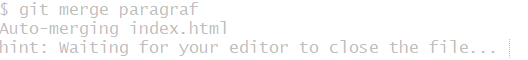 $ git merge paragraf
Auto-merging index.html
hint: Waiting for your editor to close the file...